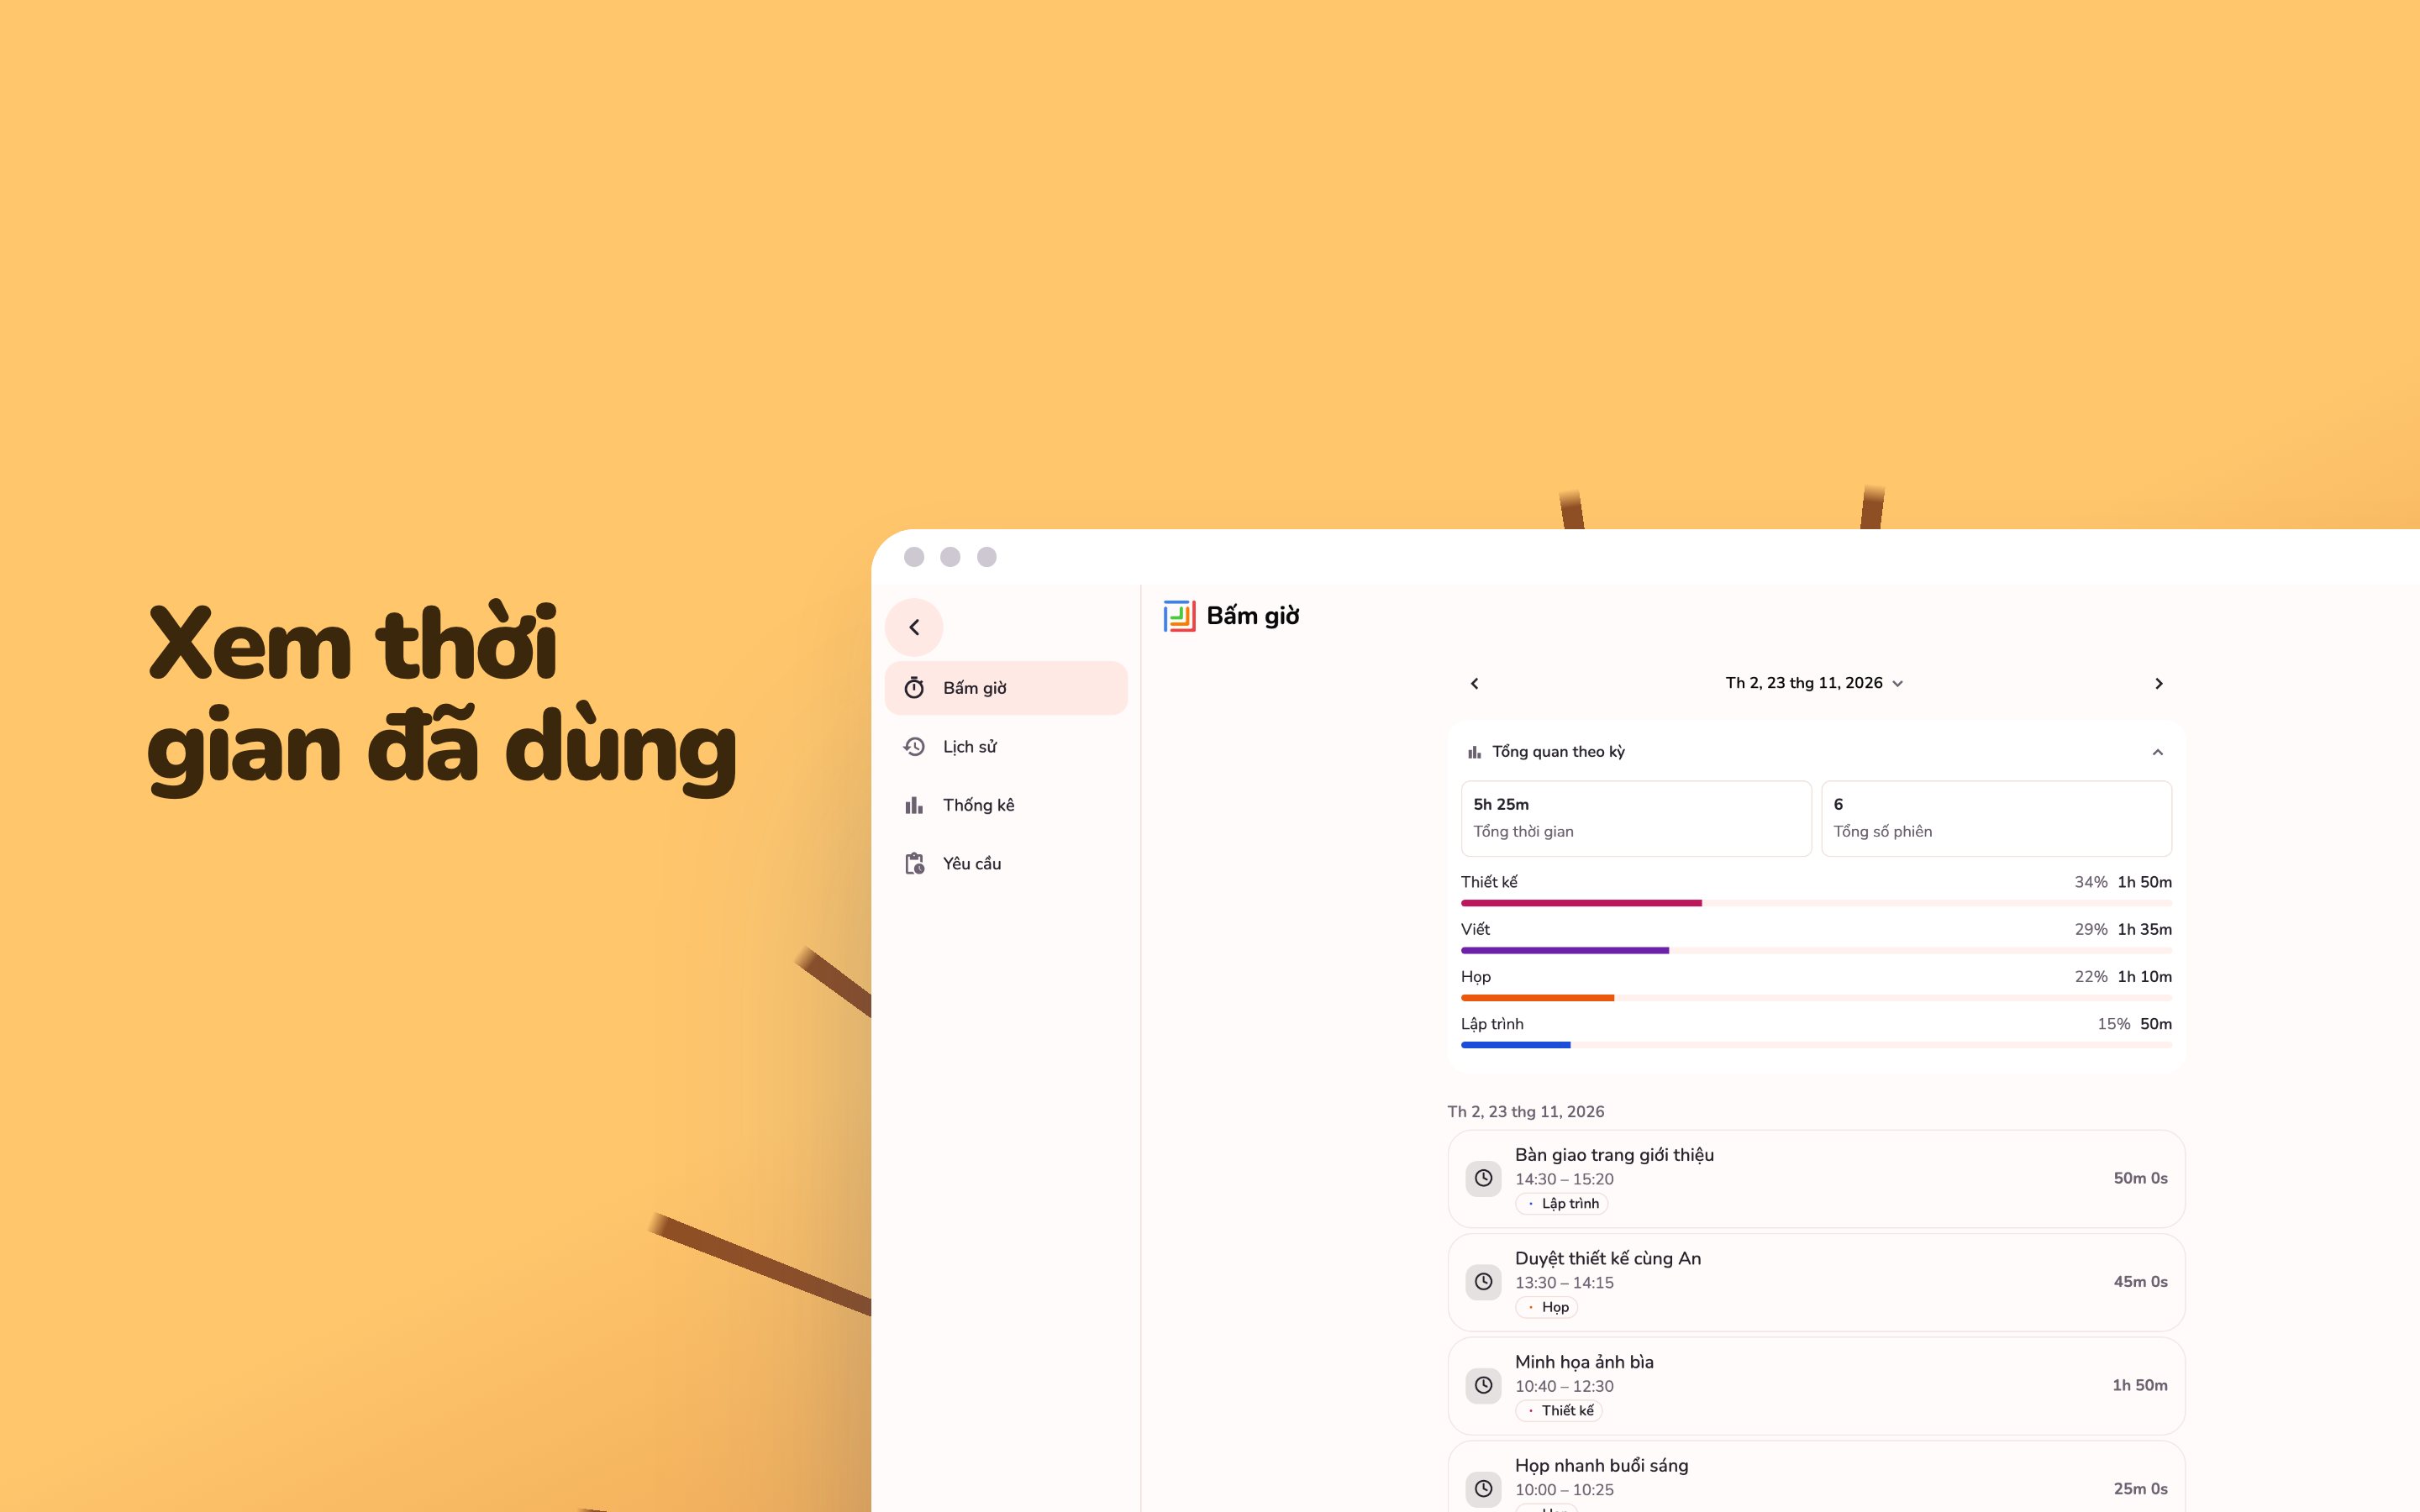 Xem thời
gian đã dùng
Bấm giờ
Lịch sử
Thống kê
Yêu cầu
Bấm giờ
Th 2, 23 thg 11, 2026
Tổng quan theo kỳ
5h 25m
Tổng thời gian
6
Tổng số phiên
Thiết kế 34% 1h 50m
Viết 29% 1h 35m
Họp 22% 1h 10m
Lập trình 15% 50m
Th 2, 23 thg 11, 2026
Bàn giao trang giới thiệu
14:30 – 15:20
Lập trình
50m 0s
Duyệt thiết kế cùng An
13:30 – 14:15
Họp
45m 0s
Minh họa ảnh bìa
10:40 – 12:30
Thiết kế
1h 50m
Họp nhanh buổi sáng
10:00 – 10:25
25m 0s